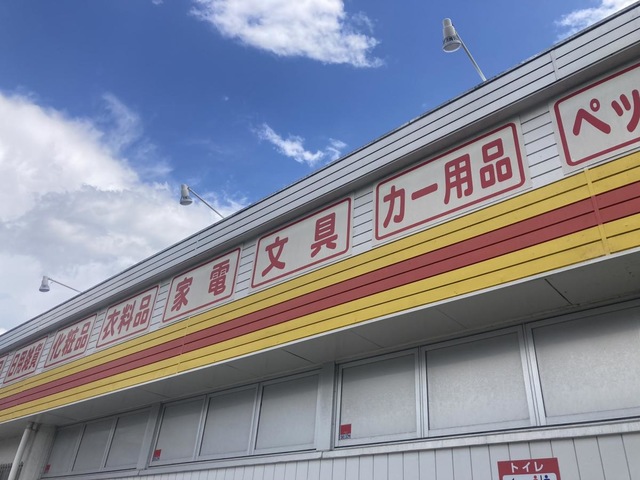 日用雑貨
化粧品
衣料品
家電
文具
カー用品
ペッ
トイレ